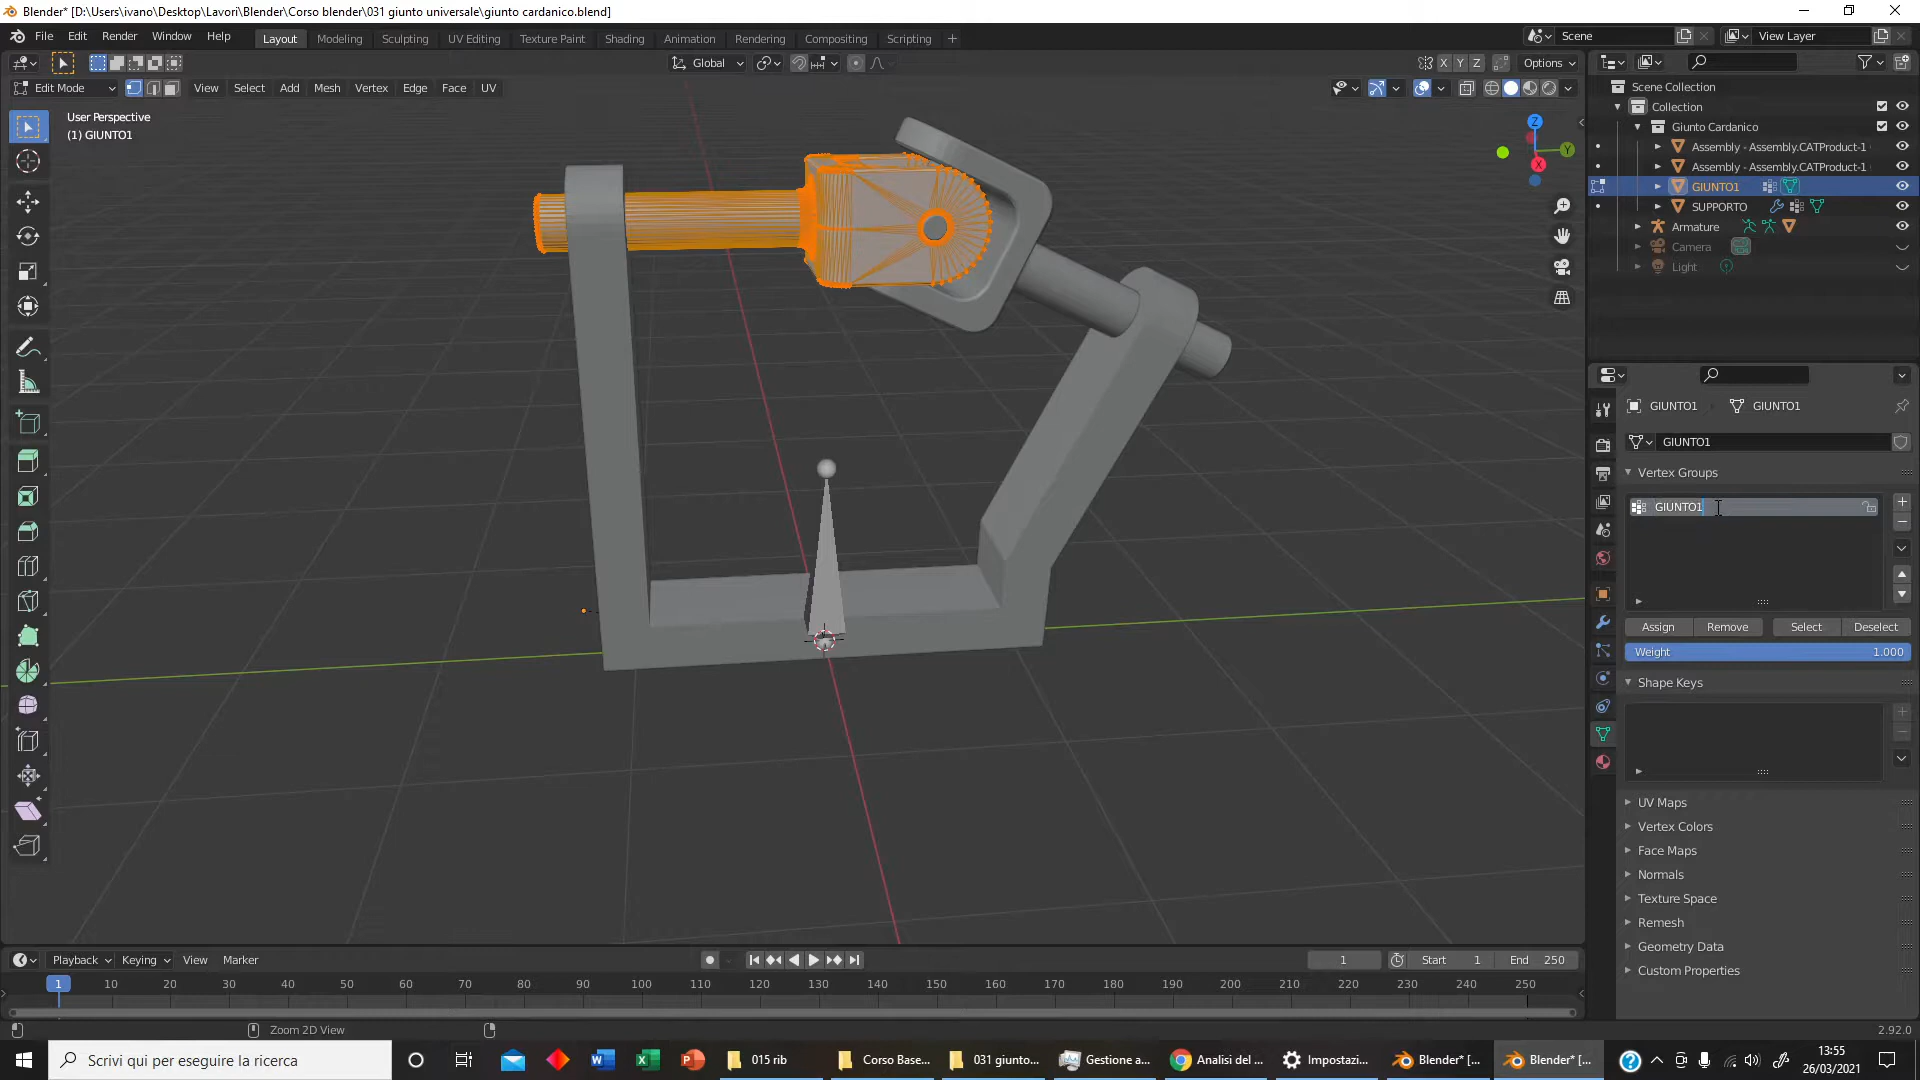 Blender* [D:\Users\ivano\Desktop\Lavori\Blender\Corso blender\031 giunto universale\giunto cardanico.blend]
File Edit Render Window Help Layout Modeling Sculpting UV Editing Texture Paint Shading Animation Rendering Compositing Scripting + Scene View Layer
Global X Y Z Options
Edit Mode View Select Add Mesh Vertex Edge Face UV
User Perspective
(1) GIUNTO1
Z
Y
X
Scene Collection
Collection
Giunto Cardanico
Assembly - Assembly.CATProduct-1
Assembly - Assembly.CATProduct-1
GIUNTO1
SUPPORTO
Armature
Camera
Light
GIUNTO1 GIUNTO1
GIUNTO1
Vertex Groups
GIUNTO1
Assign Remove Select Deselect
Weight 1.000
Shape Keys
UV Maps
Vertex Colors
Face Maps
Normals
Texture Space
Remesh
Geometry Data
Custom Properties
Playback Keying View Marker 1 Start 1 End 250
1 10 20 30 40 50 60 70 80 90 100 110 120 130 140 150 160 170 180 190 200 210 220 230 240 250
Zoom 2D View 2.92.0
Scrivi qui per eseguire la ricerca 015 rib Corso Base... 031 giunto... Gestione a... Analisi del ... Impostazi... Blender* [... Blender* [...
13:55
26/03/2021